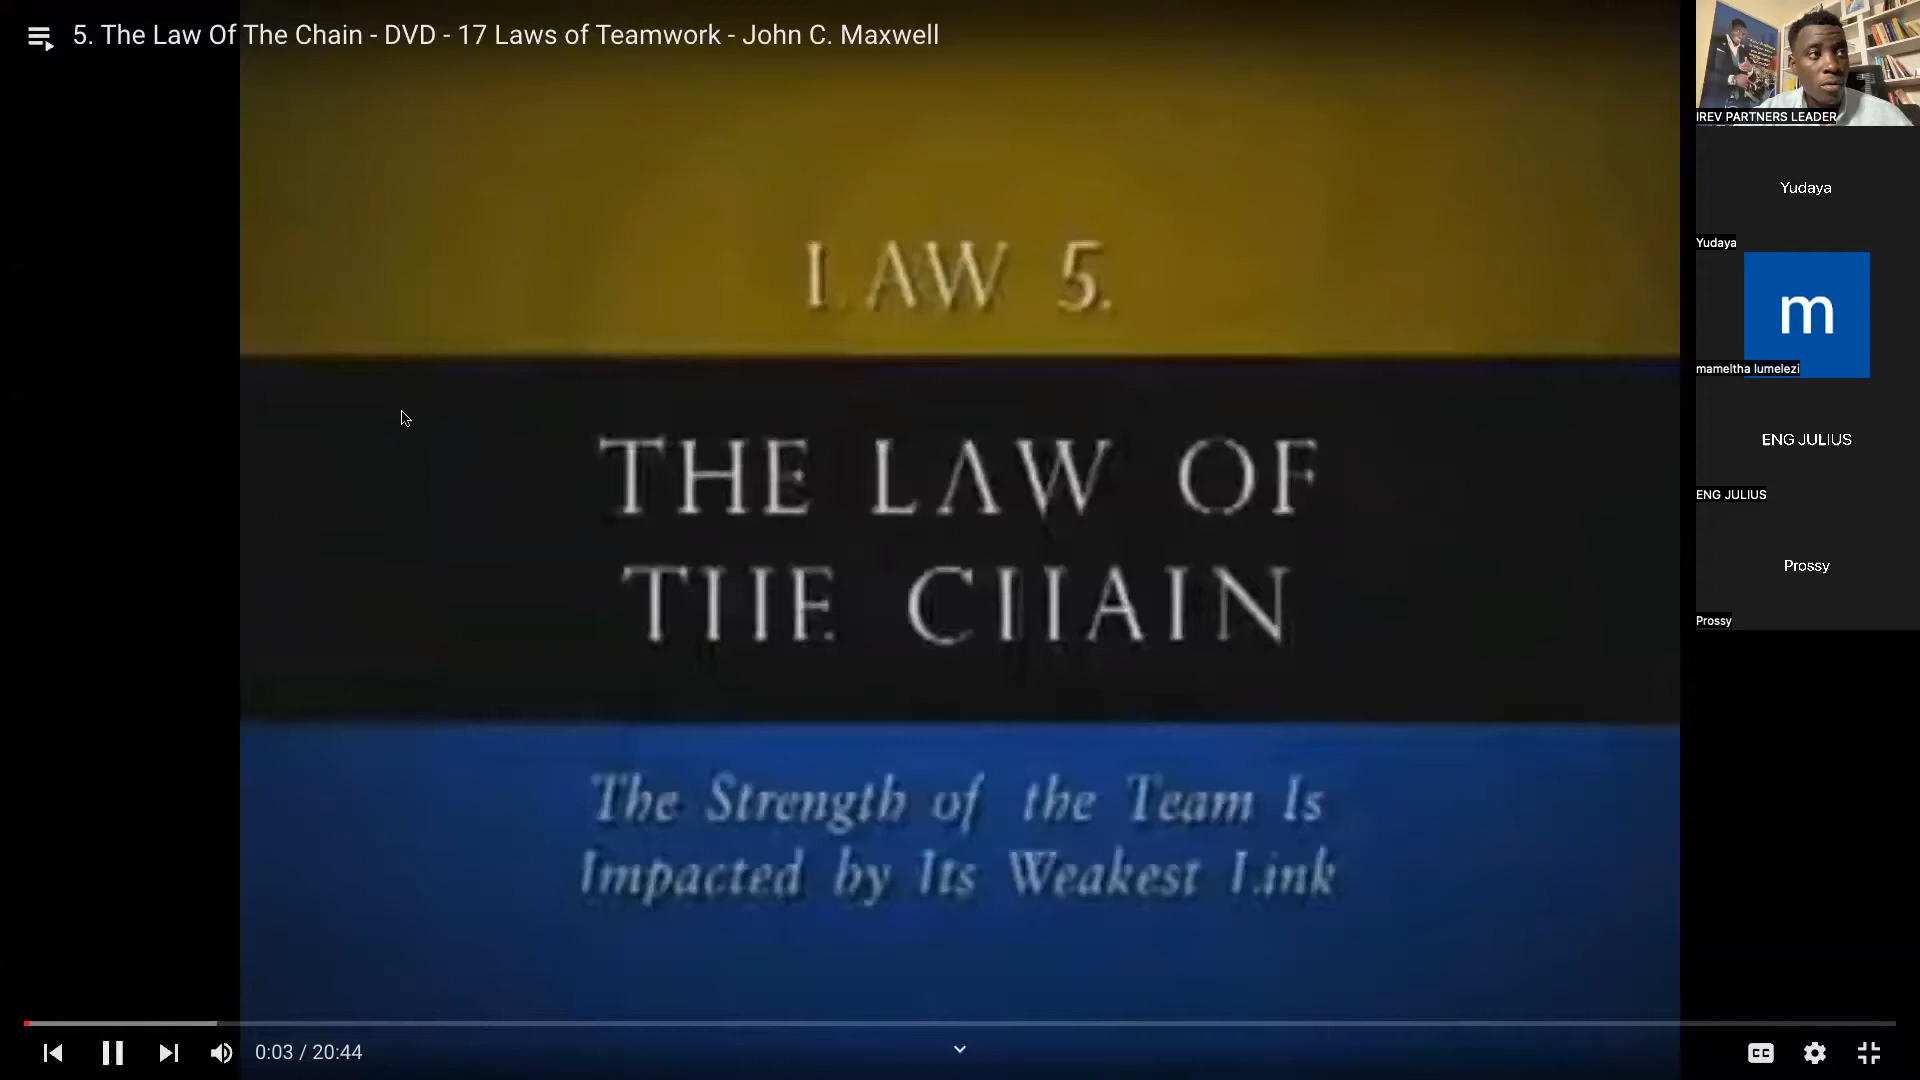 5. The Law Of The Chain - DVD - 17 Laws of Teamwork - John C. Maxwell
LAW 5.
THE LAW OF
THE CHAIN
The Strength of the Team Is
Impacted by Its Weakest Link
0:03 / 20:44
CC
IREV PARTNERS LEADER
Yudaya
Yudaya
m
mameltha lumelezi
ENG JULIUS
ENG JULIUS
Prossy
Prossy